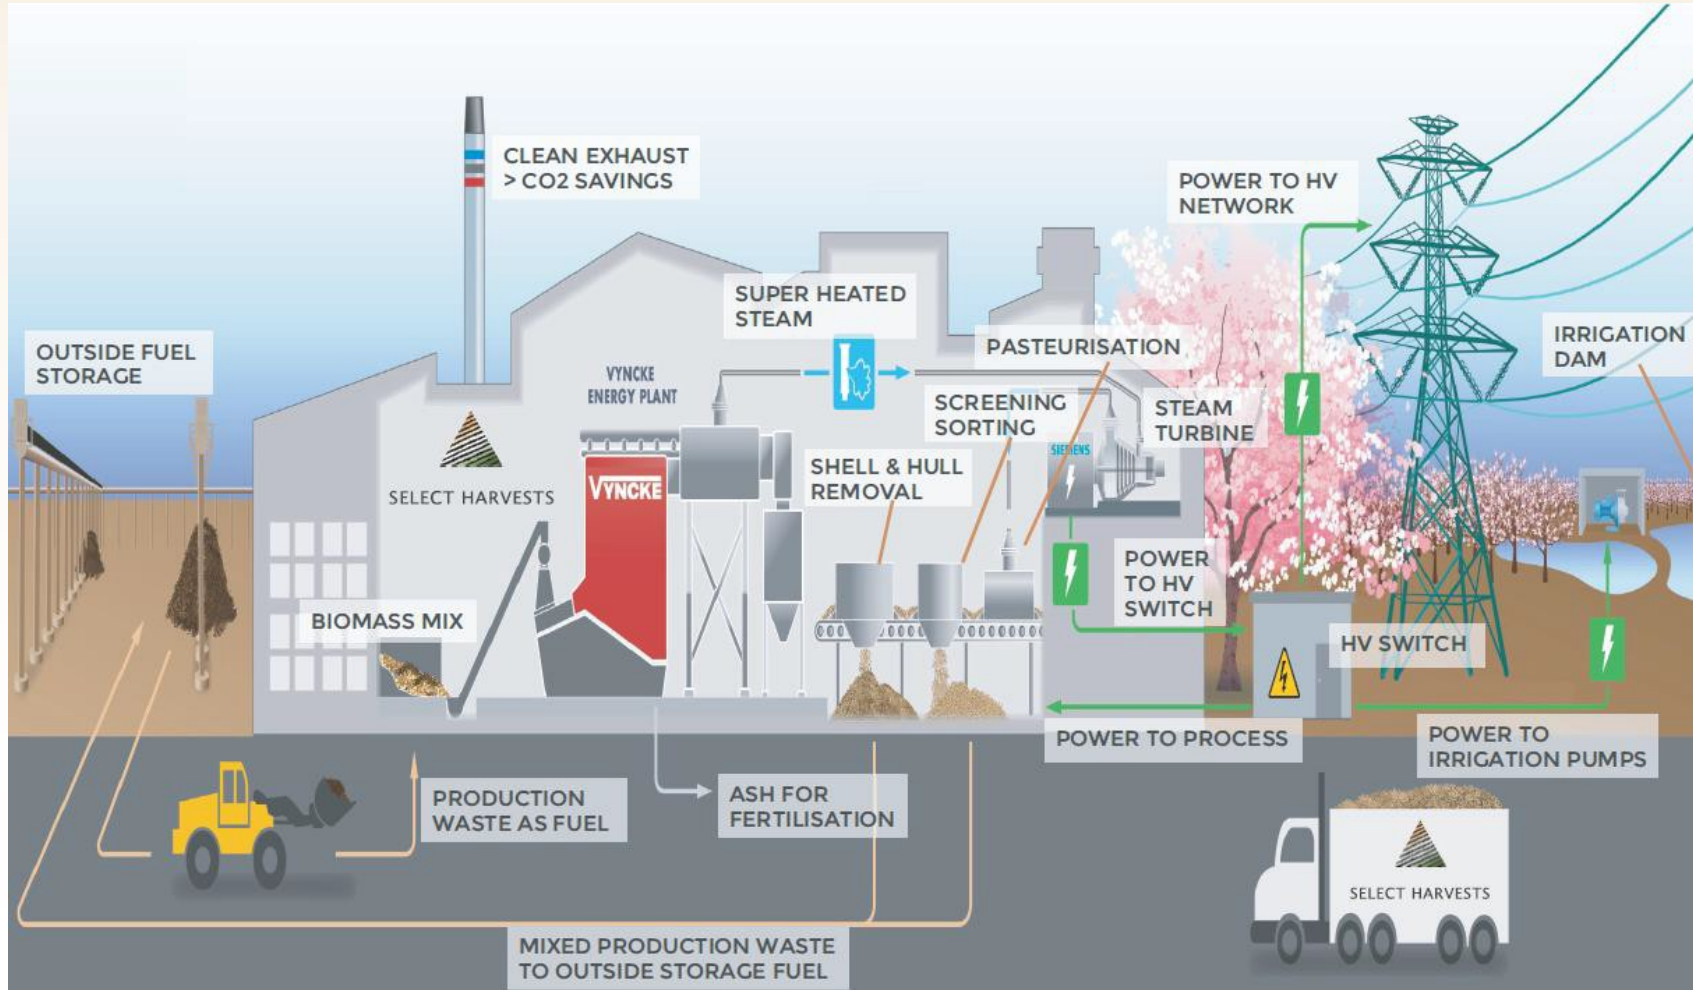 CLEAN EXHAUST
> CO2 SAVINGS
POWER TO HV
NETWORK
SUPER HEATED
STEAM
OUTSIDE FUEL
STORAGE
PASTEURISATION
IRRIGATION
DAM
VYNCKE
ENERGY PLANT
SCREENING
SORTING
STEAM
TURBINE
SIEMENS
SHELL & HULL
REMOVAL
SELECT HARVESTS
VYNCKE
POWER
TO HV
SWITCH
BIOMASS MIX
HV SWITCH
POWER TO PROCESS
POWER TO
IRRIGATION PUMPS
PRODUCTION
WASTE AS FUEL
ASH FOR
FERTILISATION
SELECT HARVESTS
MIXED PRODUCTION WASTE
TO OUTSIDE STORAGE FUEL